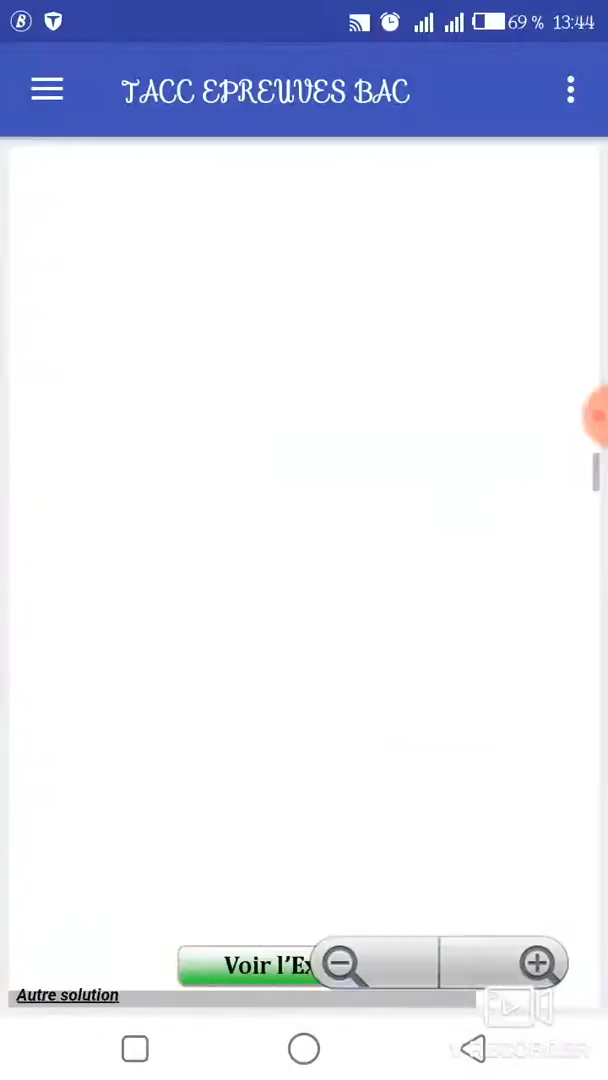 B 69 % 13:44
TACC EPREUVES BAC
Voir l'Ex
Autre solution